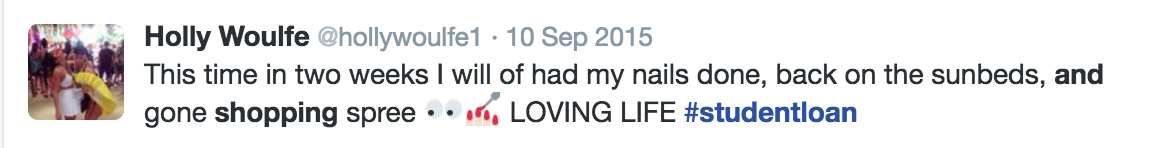 Holly Woulfe @hollywoulfe1 · 10 Sep 2015
This time in two weeks I will of had my nails done, back on the sunbeds, and
gone shopping spree 👀💅 LOVING LIFE #studentloan